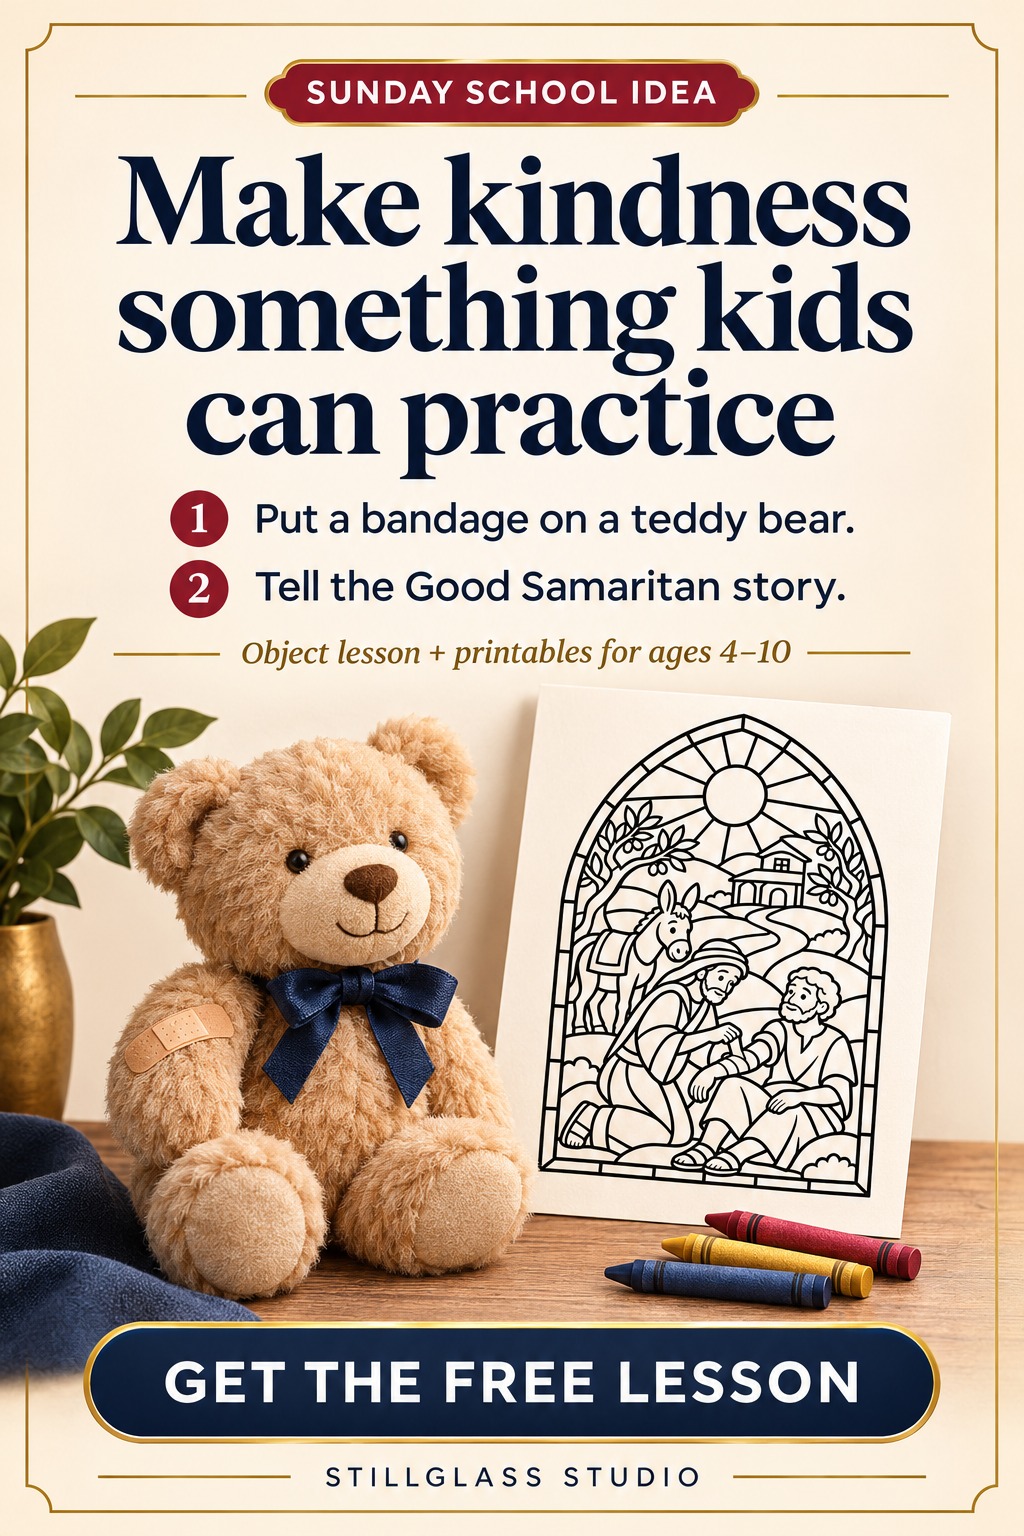 SUNDAY SCHOOL IDEA
Make kindness
something kids
can practice
1 Put a bandage on a teddy bear.
2 Tell the Good Samaritan story.
Object lesson + printables for ages 4–10
GET THE FREE LESSON
STILLGLASS STUDIO